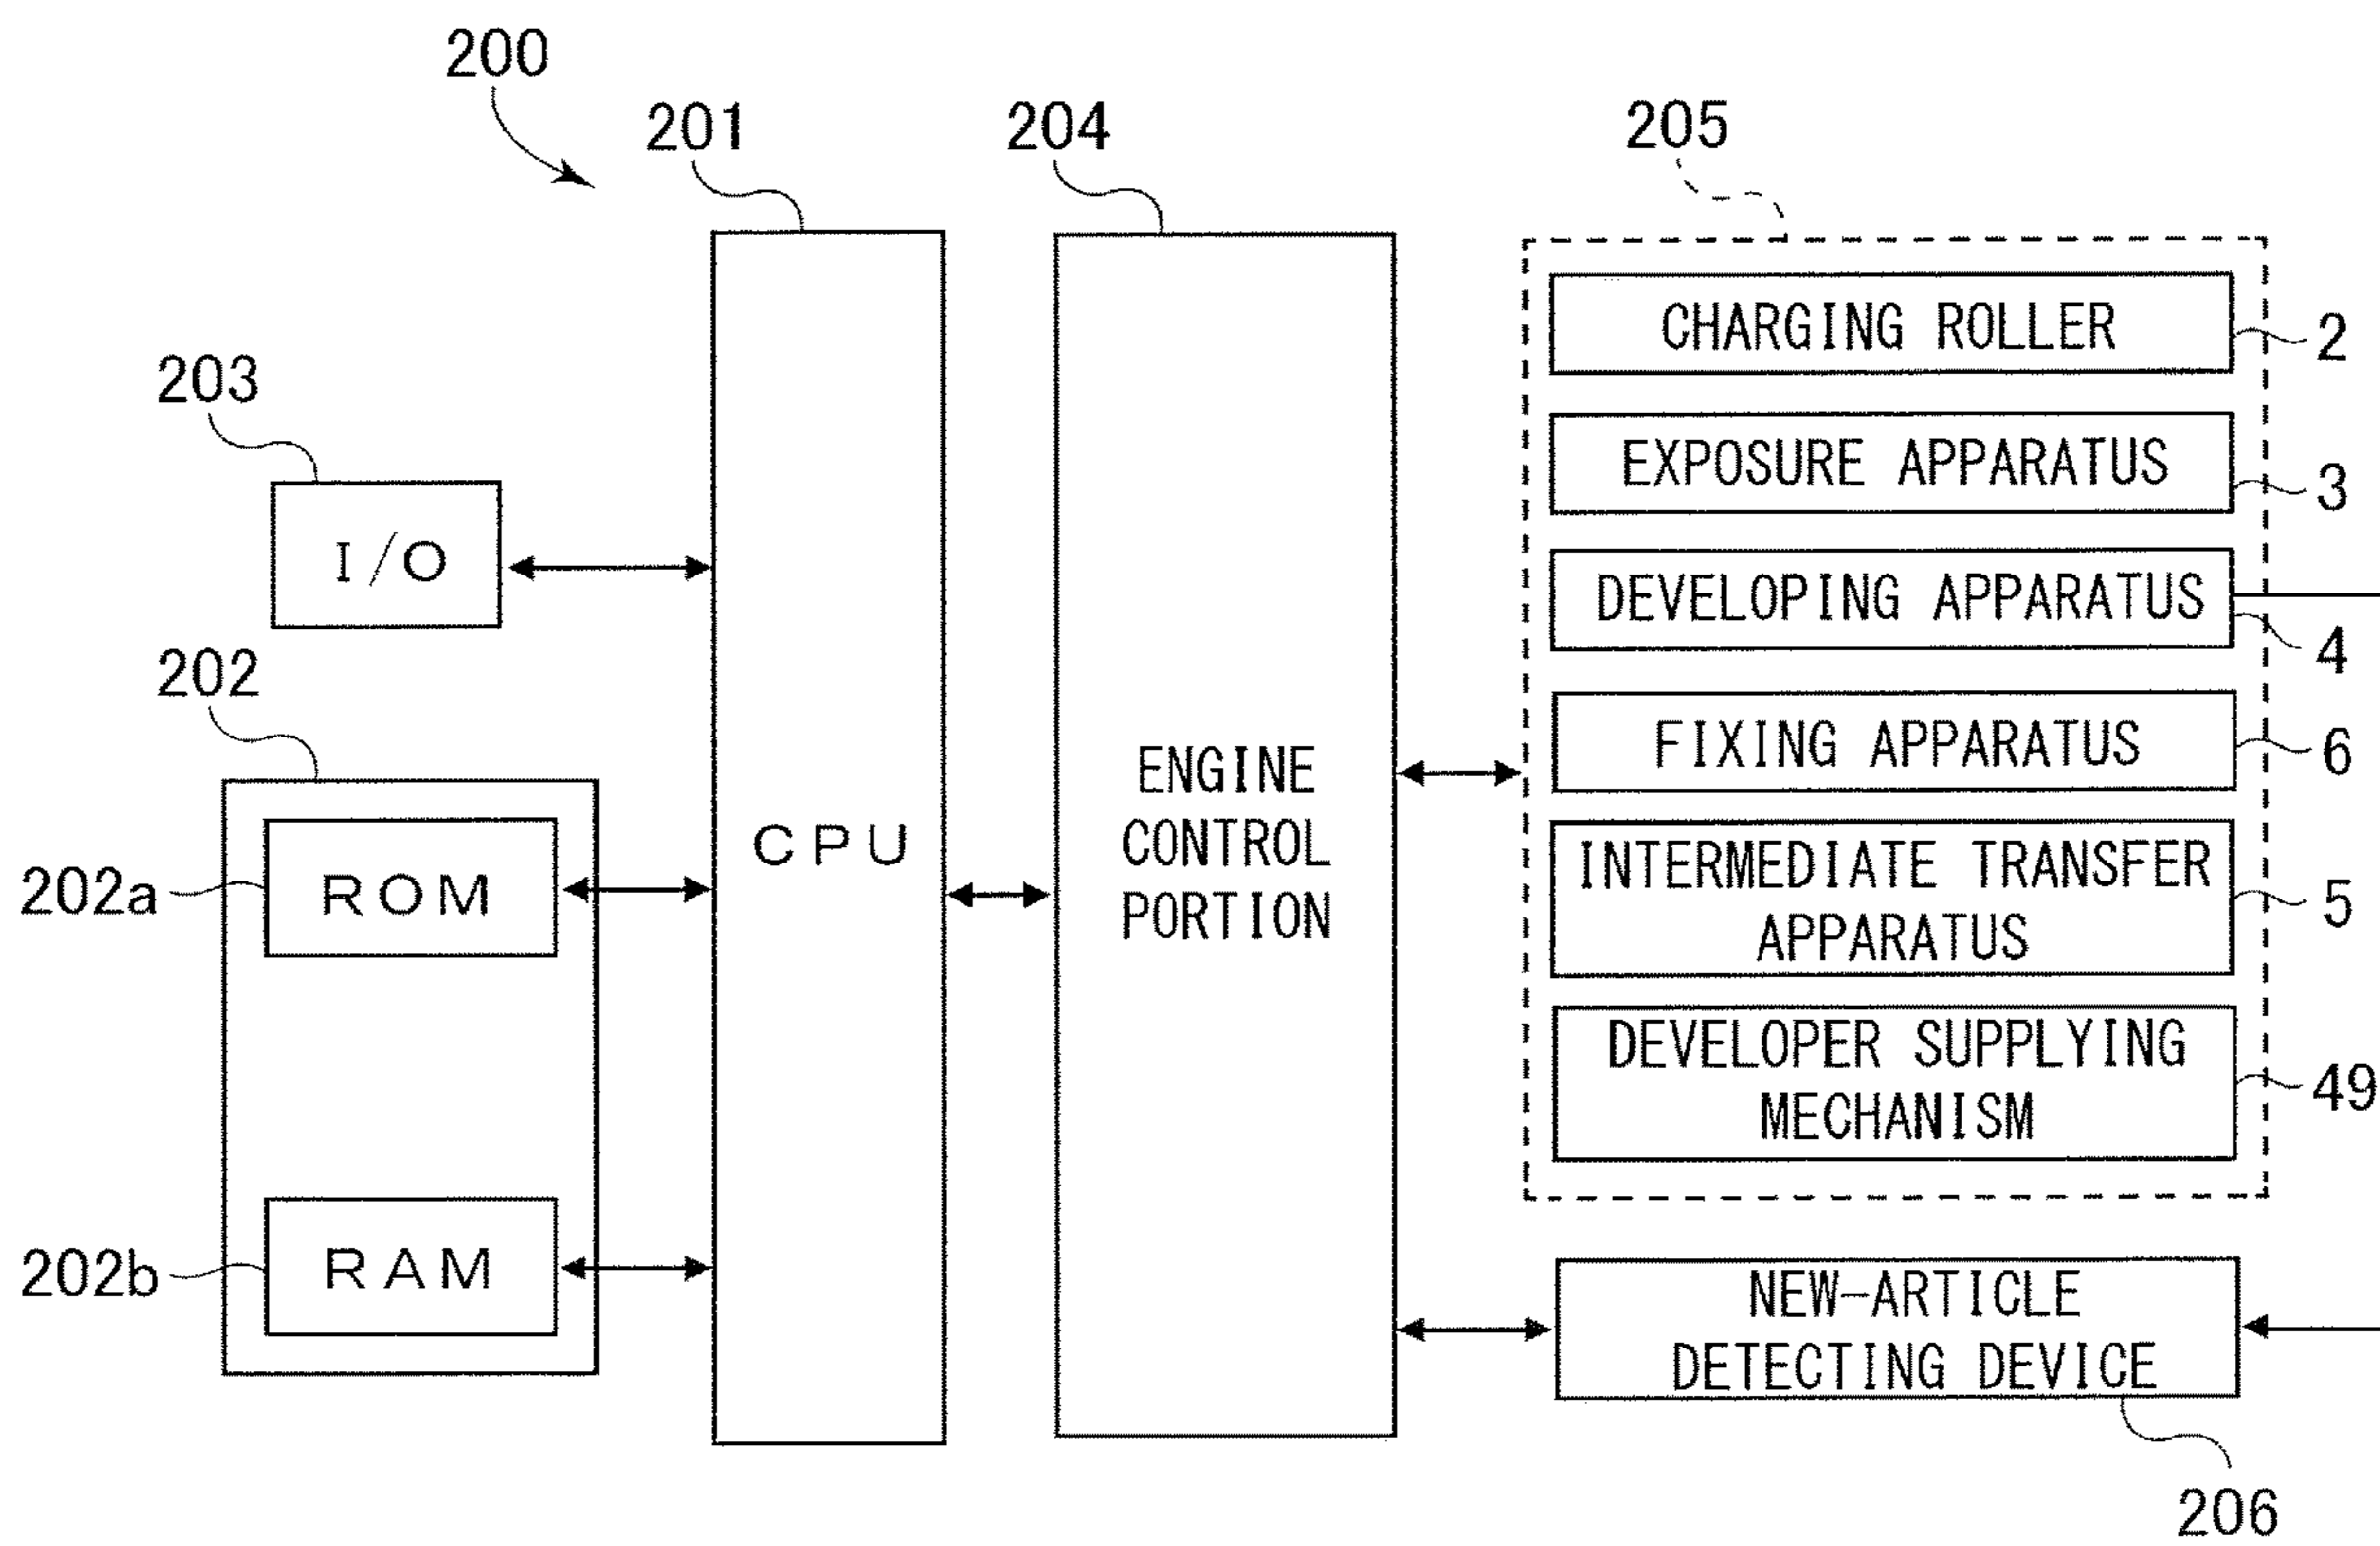 200
201
204
205
203
I/O
202
202a
ROM
202b
RAM
CPU
ENGINE
CONTROL
PORTION
CHARGING ROLLER
2
EXPOSURE APPARATUS
3
DEVELOPING APPARATUS
4
FIXING APPARATUS
6
INTERMEDIATE TRANSFER
APPARATUS
5
DEVELOPER SUPPLYING
MECHANISM
49
NEW-ARTICLE
DETECTING DEVICE
206